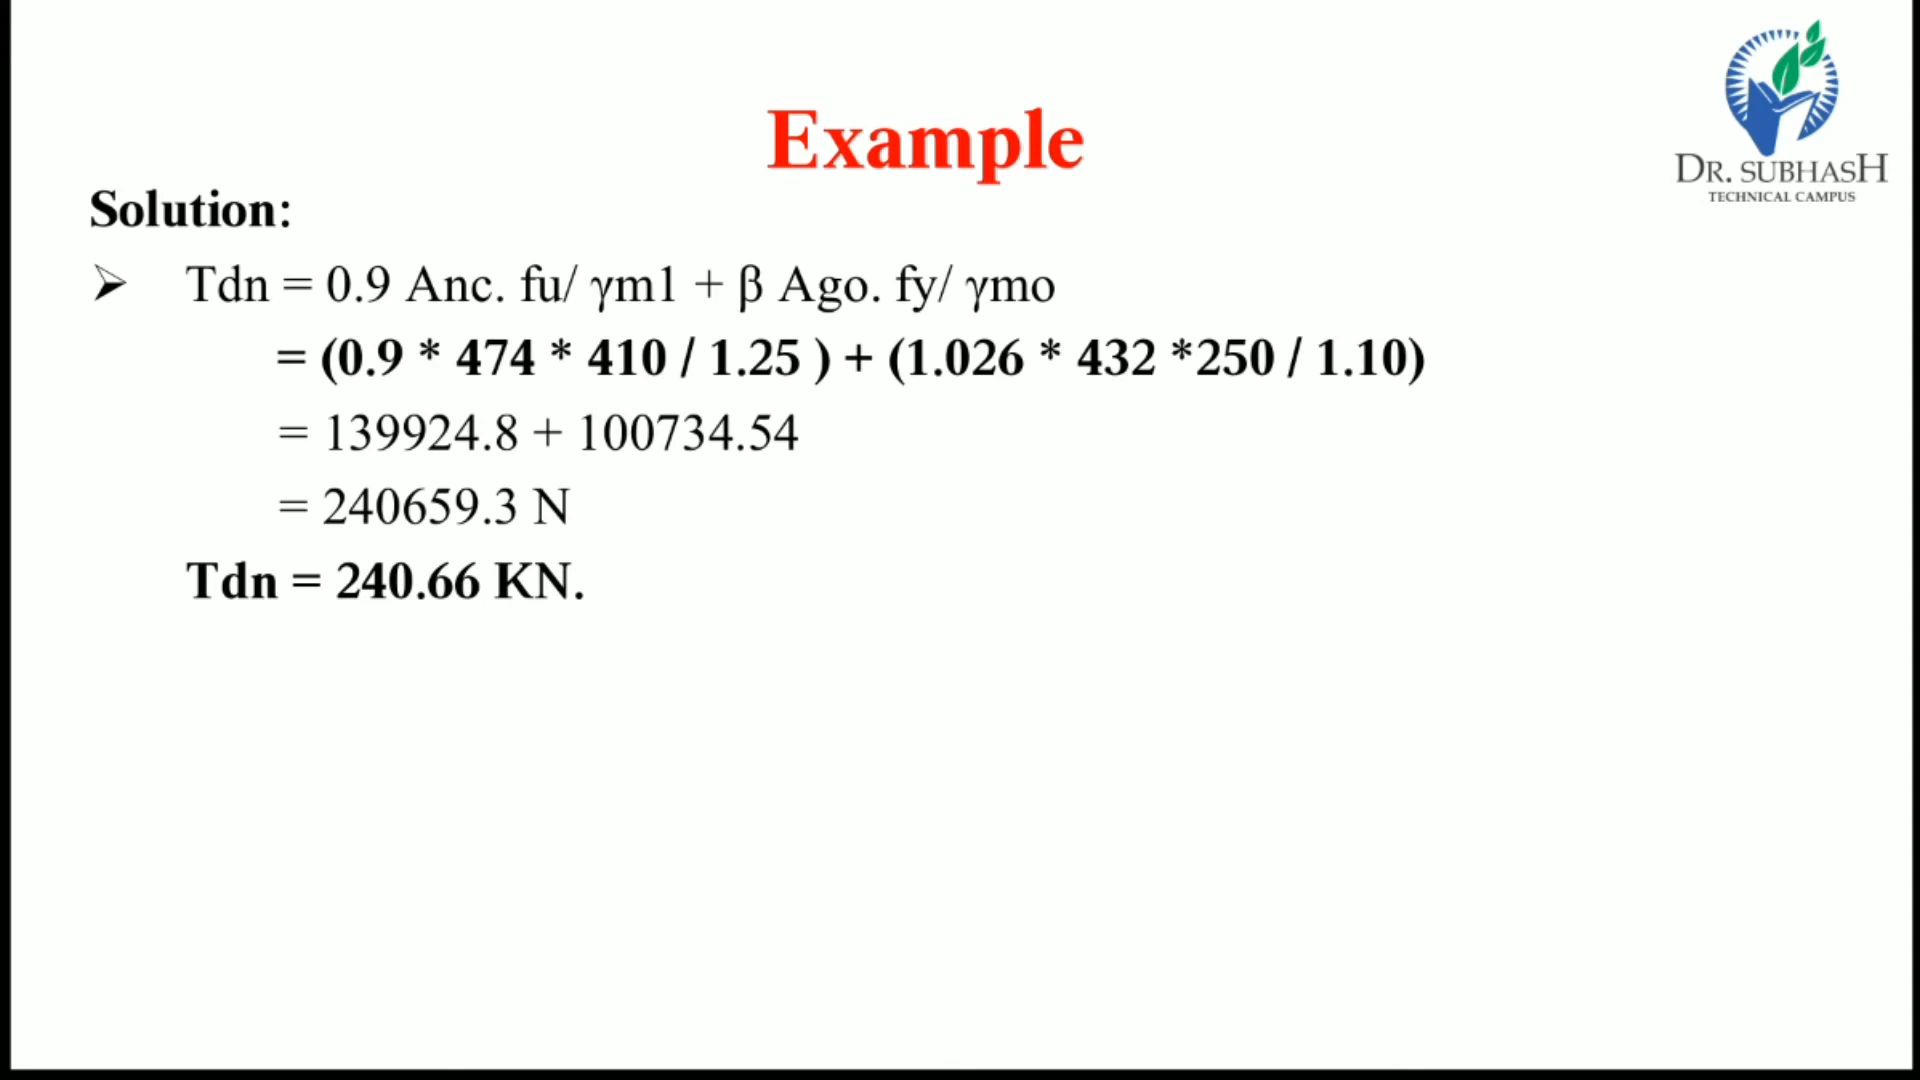 DR. SUBHASH
TECHNICAL CAMPUS
Example
Solution:
➢ Tdn = 0.9 Anc. fu/ γm1 + β Ago. fy/ γmo
= (0.9 * 474 * 410 / 1.25 ) + (1.026 * 432 *250 / 1.10)
= 139924.8 + 100734.54
= 240659.3 N
Tdn = 240.66 KN.